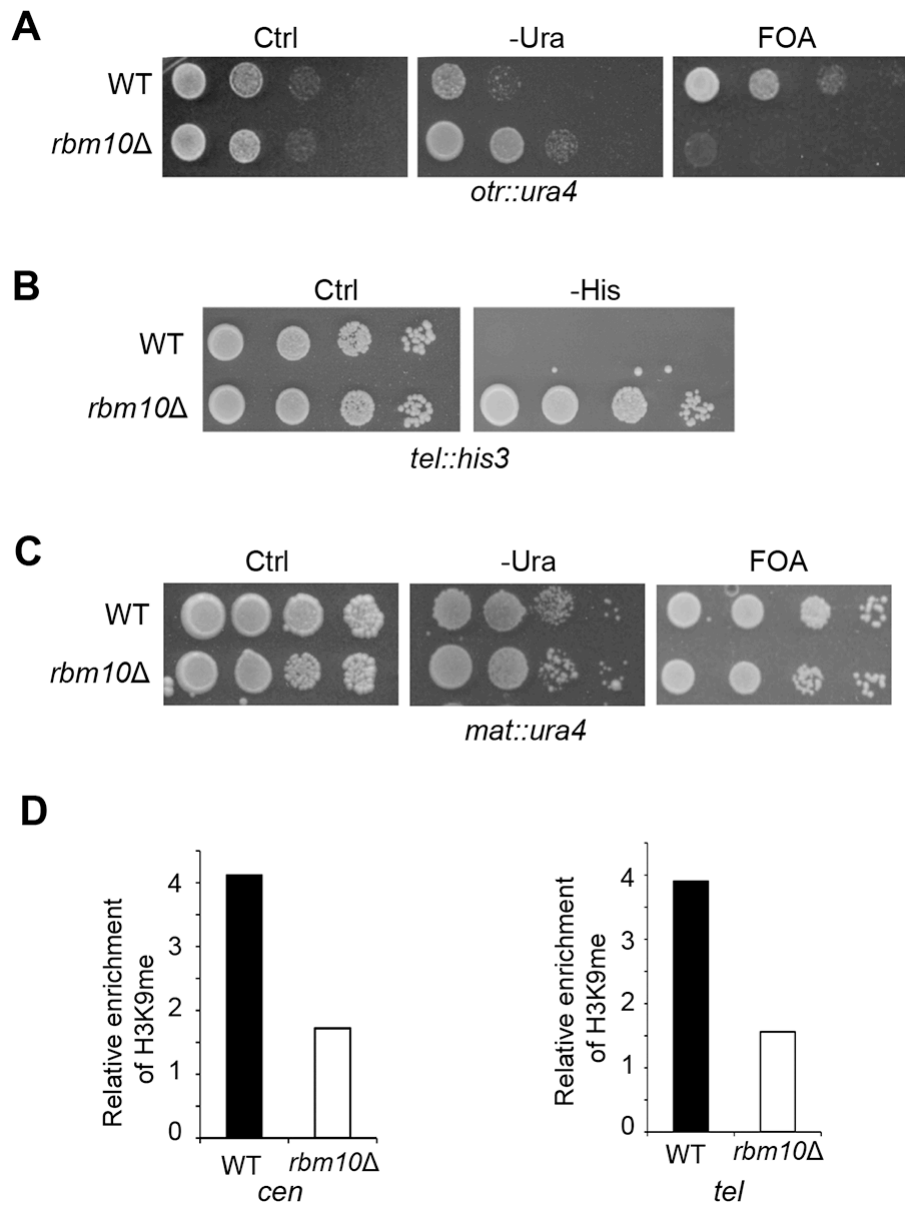 A
Ctrl -Ura FOA
WT
rbm10Δ
otr::ura4
B
Ctrl -His
WT
rbm10Δ
tel::his3
C
Ctrl -Ura FOA
WT
rbm10Δ
mat::ura4
D
Relative enrichment
of H3K9me
4
3
2
1
0
WT rbm10Δ
cen
Relative enrichment
of H3K9me
4
3
2
1
0
WT rbm10Δ
tel